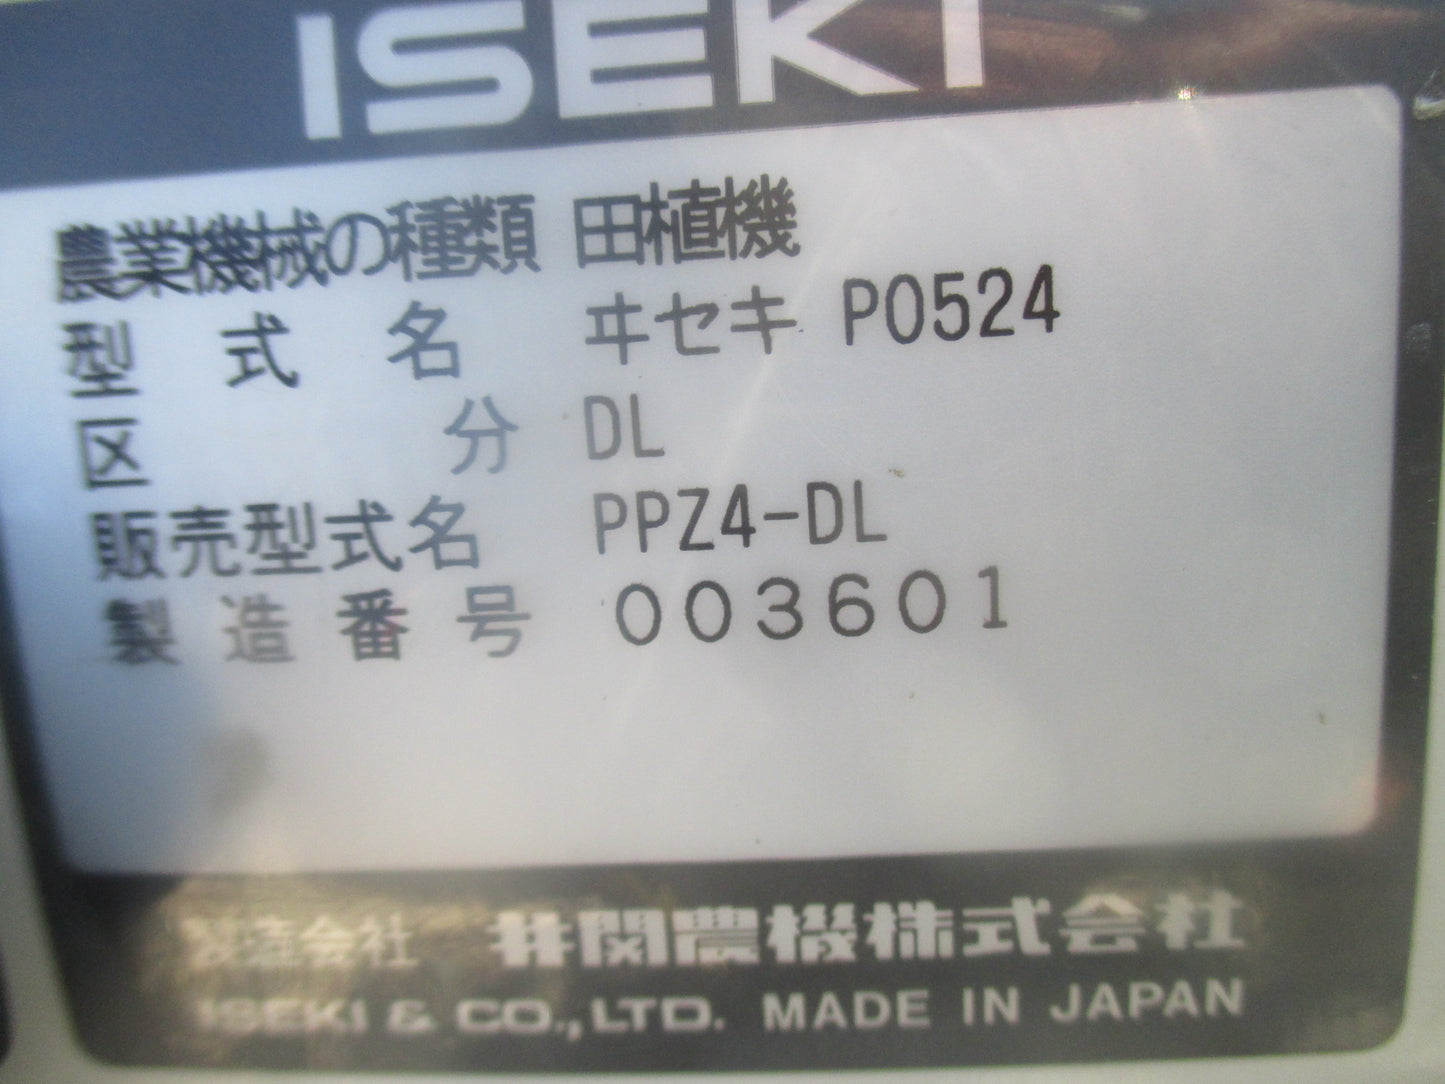 ISEKI
農業機械の種類 田植機
型式名 ヰセキ P0524
区分 DL
販売型式名 PPZ4-DL
製造番号 003601
製造会社 井関農機株式会社
ISEKI & CO., LTD. MADE IN JAPAN